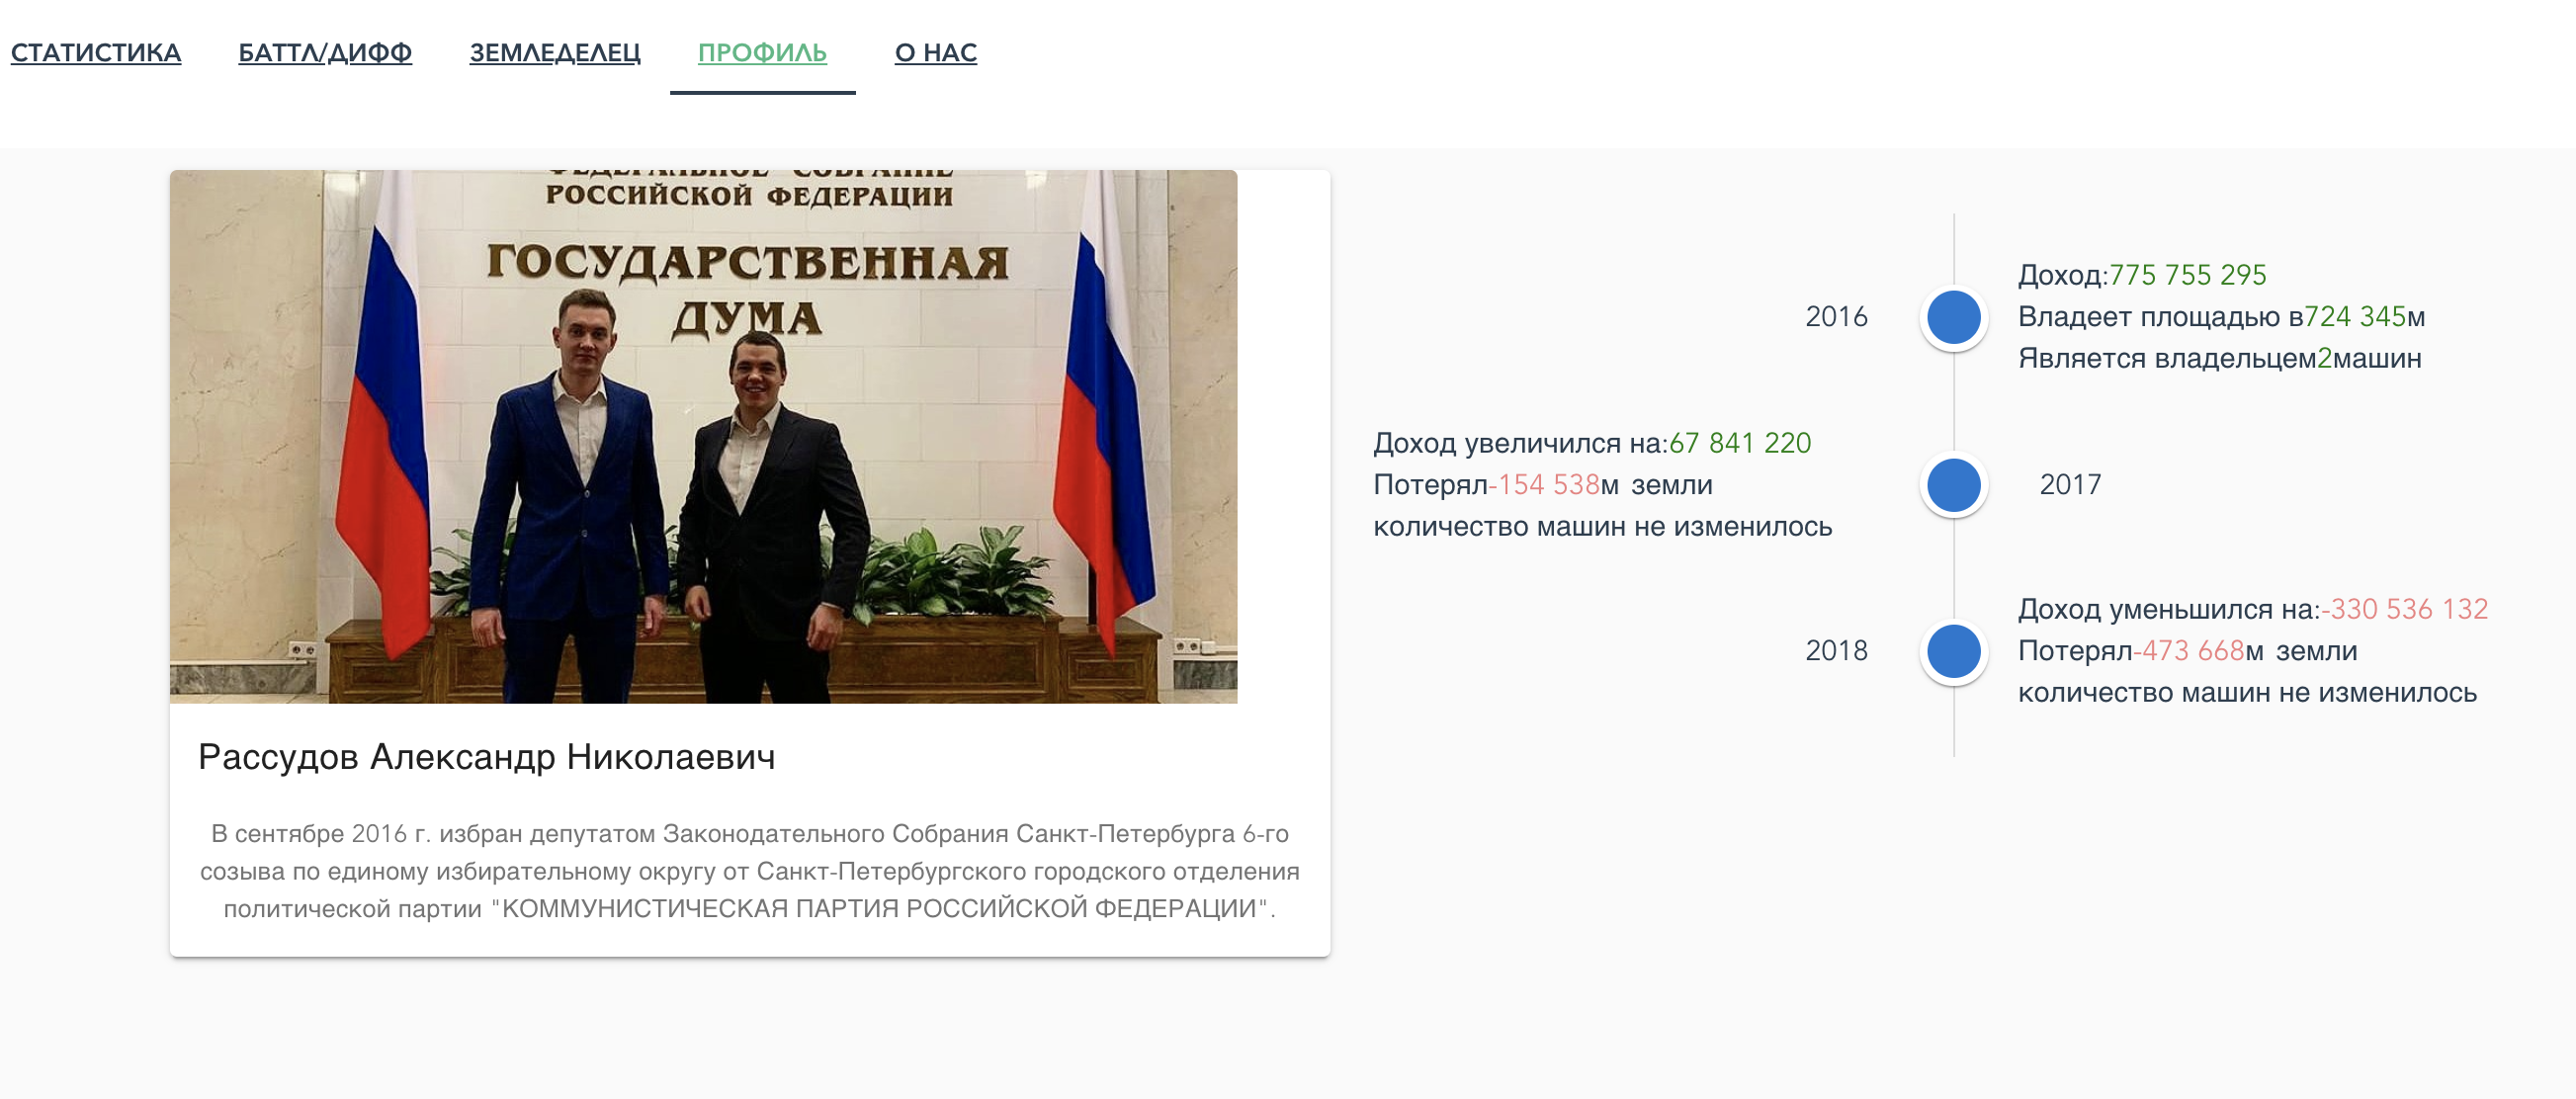 СТАТИСТИКА БАТТЛ/ДИФФ ЗЕМЛЕДЕЛЕЦ ПРОФИЛЬ О НАС
ФЕДЕРАЛЬНОЕ СОБРАНИЕ
РОССИЙСКОЙ ФЕДЕРАЦИИ
ГОСУДАРСТВЕННАЯ
ДУМА
Рассудов Александр Николаевич
В сентябре 2016 г. избран депутатом Законодательного Собрания Санкт-Петербурга 6-го
созыва по единому избирательному округу от Санкт-Петербургского городского отделения
политической партии "КОММУНИСТИЧЕСКАЯ ПАРТИЯ РОССИЙСКОЙ ФЕДЕРАЦИИ".
2016
Доход:775 755 295
Владеет площадью в724 345м
Является владельцем2машин
Доход увеличился на:67 841 220
Потерял-154 538м земли
количество машин не изменилось
2017
2018
Доход уменьшился на:-330 536 132
Потерял-473 668м земли
количество машин не изменилось